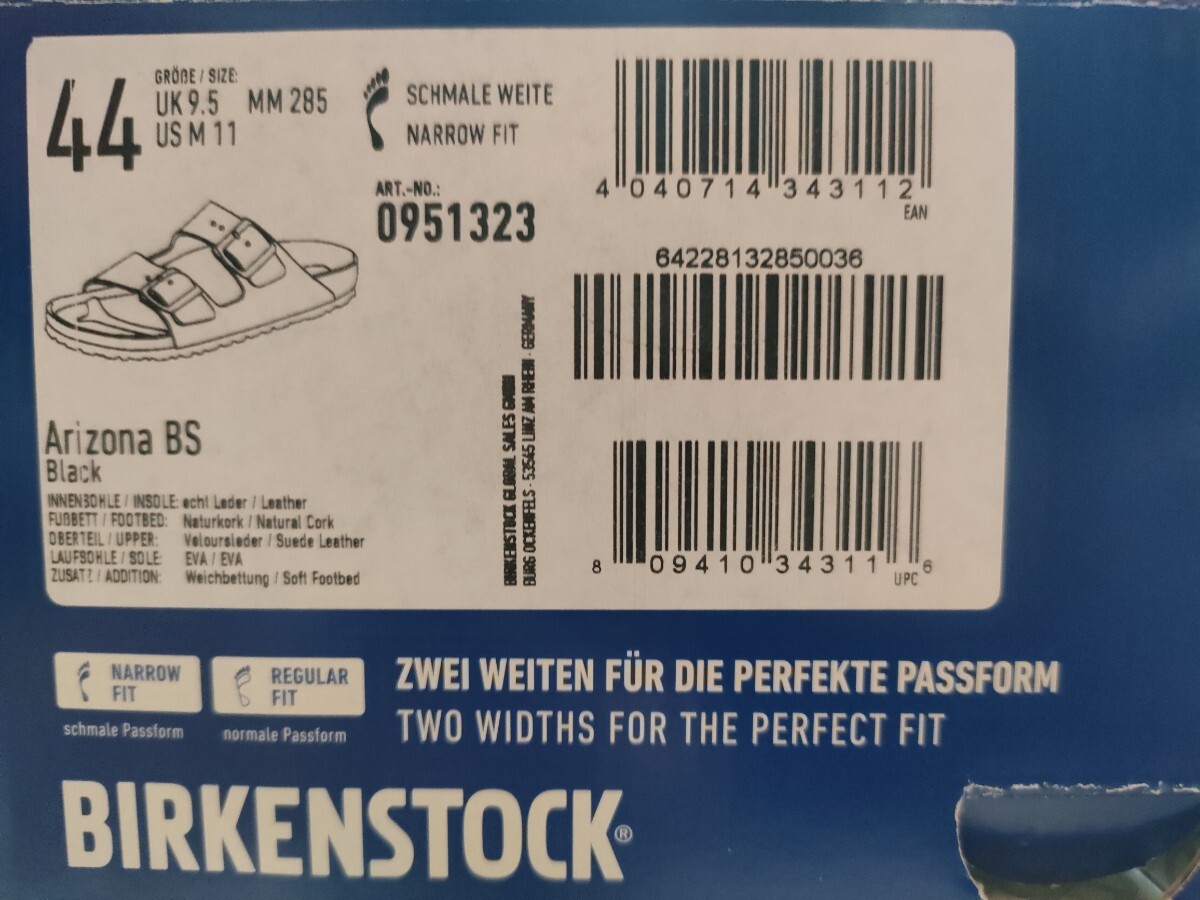 44
GRÖßE / SIZE:
UK 9.5 MM 285
US M 11
SCHMALE WEITE
NARROW FIT
ART.-NO.:
0951323
4 040714 343112
EAN
64228132850036
8 09410 34311 6
UPC
BIRKENSTOCK GLOBAL SALES GMBH
BURG OCKENFELS - 53545 LINZ AM RHEIN - GERMANY
Arizona BS
Black
INNENSOHLE / INSOLE: echt Leder / Leather
FUßBETT / FOOTBED: Naturkork / Natural Cork
OBERTEIL / UPPER: Veloursleder / Suede Leather
LAUFSOHLE / SOLE: EVA / EVA
ZUSATZ / ADDITION: Weichbettung / Soft Footbed
NARROW
FIT
schmale Passform
REGULAR
FIT
normale Passform
ZWEI WEITEN FÜR DIE PERFEKTE PASSFORM
TWO WIDTHS FOR THE PERFECT FIT
BIRKENSTOCK®